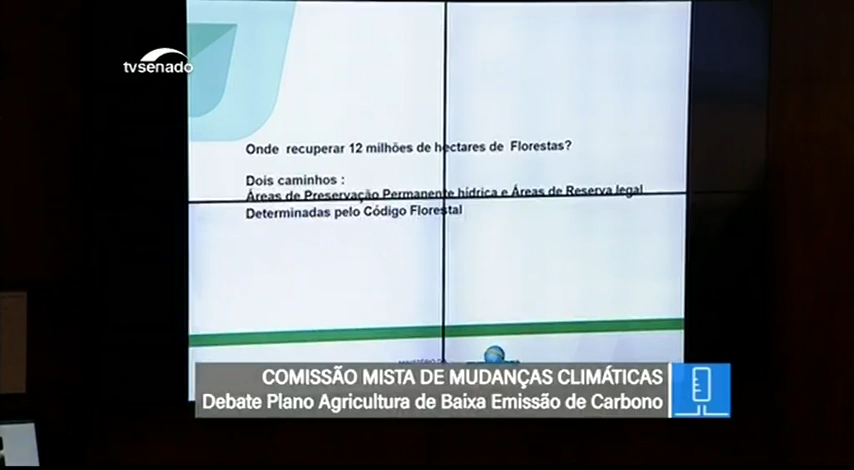 tvsenado
Onde recuperar 12 milhões de hectares de Florestas?
Dois caminhos :
Áreas de Preservação Permanente hídrica e Áreas de Reserva legal
Determinadas pelo Código Florestal
COMISSÃO MISTA DE MUDANÇAS CLIMÁTICAS
Debate Plano Agricultura de Baixa Emissão de Carbono